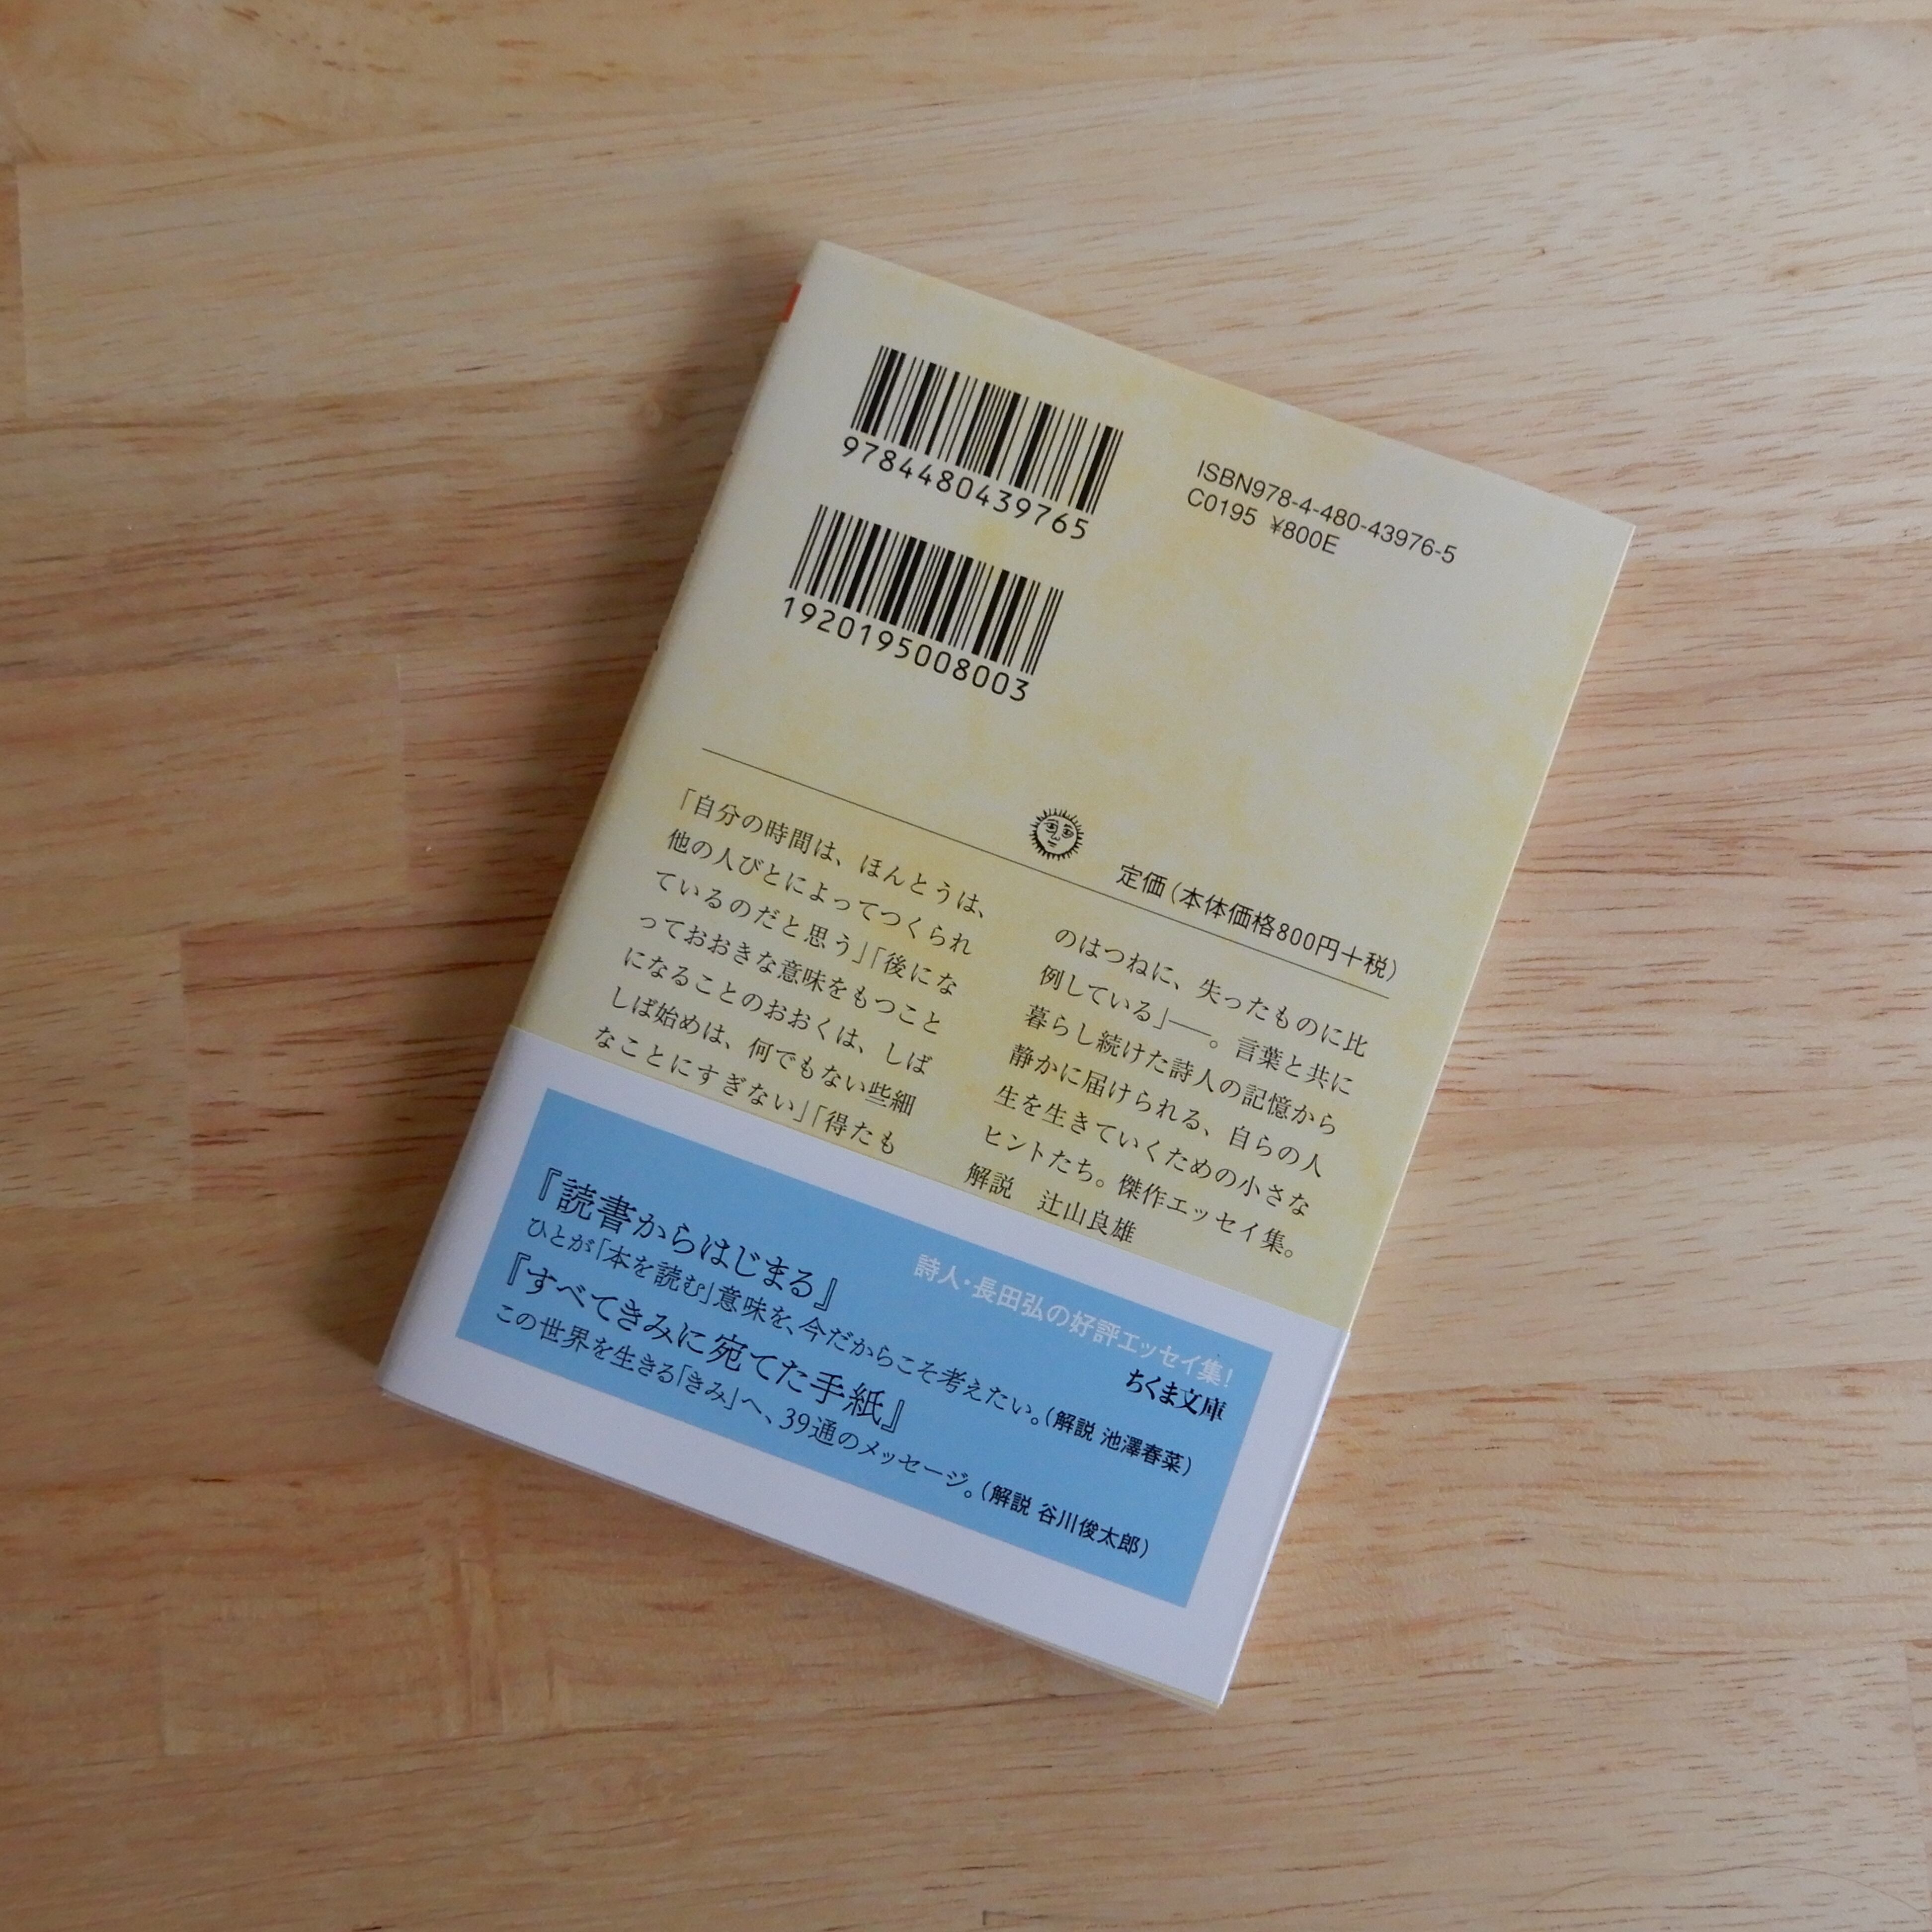 9784480439765
1920195008003
ISBN978-4-480-43976-5
C0195 ¥800E
定価(本体価格800円+税)
「自分の時間は、ほんとうは、
他の人びとによってつくられ
ているのだと思う」「後にな
っておおきな意味をもつこと
になることのおおくは、しば
しば始めは、何でもない些細
なことにすぎない」「得たも
のはつねに、失ったものに比
例している」──。言葉と共に
暮らし続けた詩人の記憶から
静かに届けられる、自らの人
生を生きていくための小さな
ヒントたち。傑作エッセイ集。
解説 辻山良雄
詩人・長田弘の好評エッセイ集!
ちくま文庫
『読書からはじまる』
ひとが「本を読む」意味を、今だからこそ考えたい。(解説 池澤春菜)
『すべてきみに宛てた手紙』
この世界を生きる「きみ」へ、39通のメッセージ。(解説 谷川俊太郎)